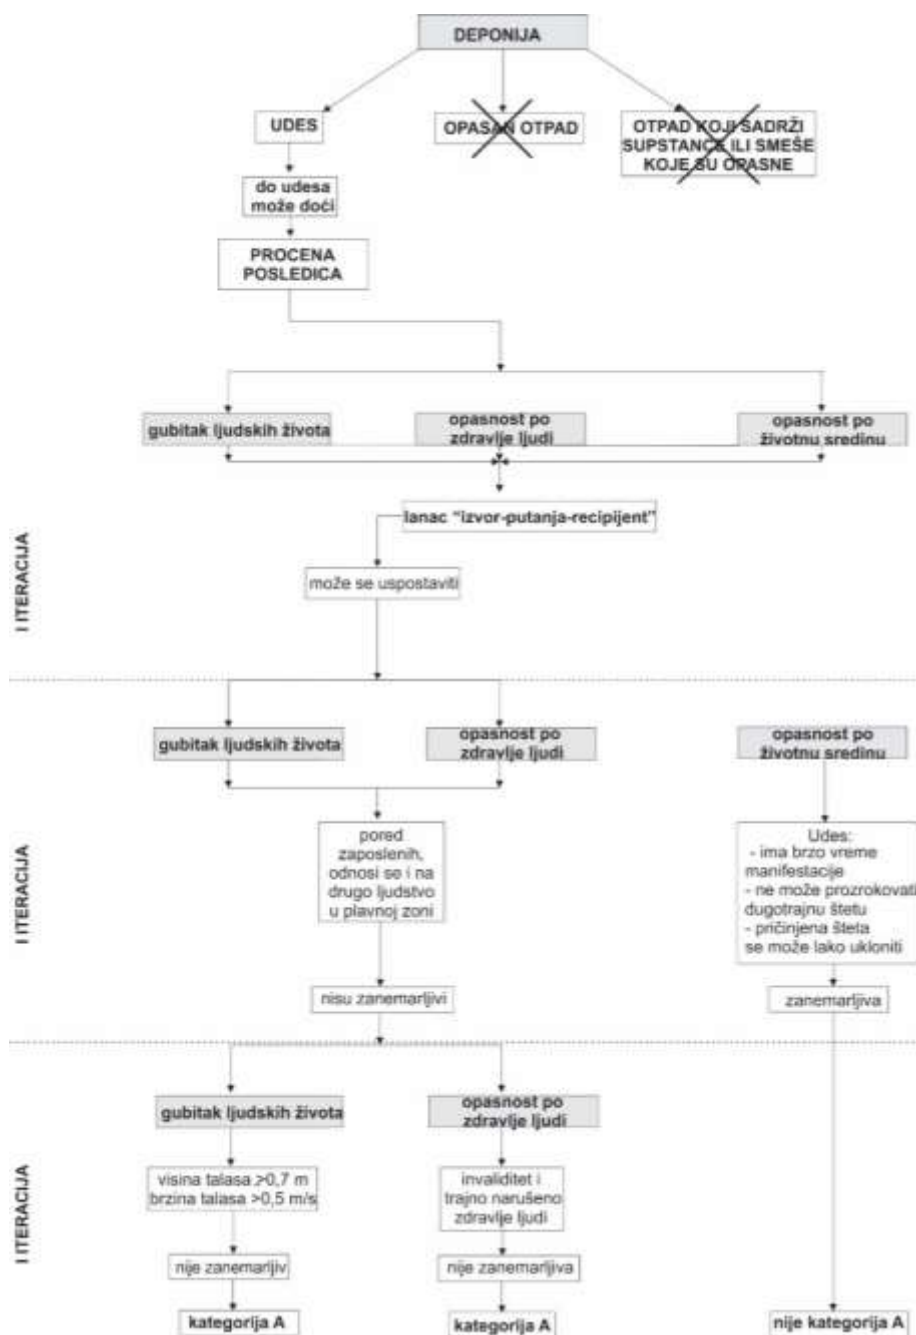 DEPONIJA
UDES
OPASAN OTPAD
OTPAD KOJI SADRŽI
SUPSTANCE ILI SMEŠE
KOJE SU OPASNE
do udesa
može doći
PROCENA
POSLEDICA
gubitak ljudskih života
opasnost po
zdravlje ljudi
opasnost po
životnu sredinu
lanac "izvor-putanja-recipijent"
može se uspostaviti
I ITERACIJA
gubitak ljudskih života
opasnost po
zdravlje ljudi
opasnost po
životnu sredinu
pored
zaposlenih,
odnosi se i na
drugo ljudstvo
u plavnoj zoni
Udes:
- ima brzo vreme
manifestacije
- ne može prozrokovati
dugotrajnu štetu
- pričinjena šteta
se može lako ukloniti
nisu zanemarljivi
zanemarljiva
I ITERACIJA
gubitak ljudskih života
opasnost po
zdravlje ljudi
visina talasa >0,7 m
brzina talasa >0,5 m/s
invaliditet i
trajno narušeno
zdravlje ljudi
nije zanemarljiv
nije zanemarljiva
kategorija A
kategorija A
nije kategorija A
I ITERACIJA